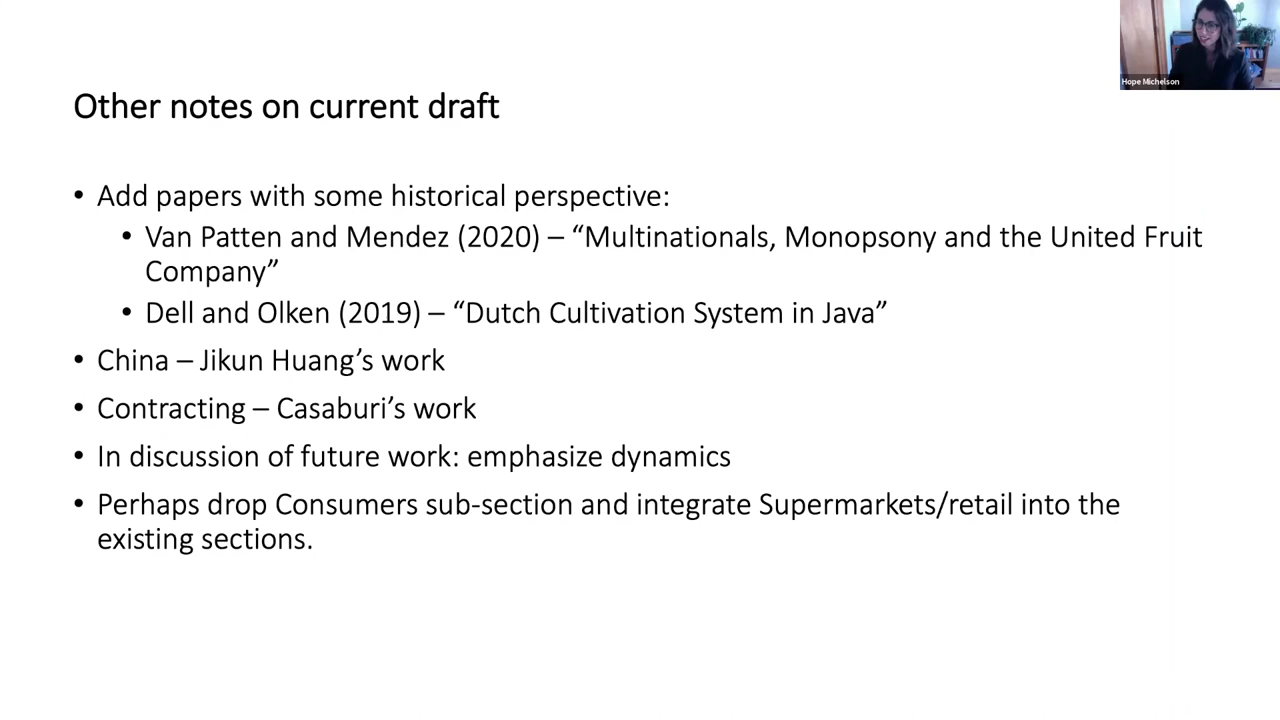 Hope Michelson
Other notes on current draft
• Add papers with some historical perspective:
• Van Patten and Mendez (2020) – “Multinationals, Monopsony and the United Fruit
Company”
• Dell and Olken (2019) – “Dutch Cultivation System in Java”
• China – Jikun Huang’s work
• Contracting – Casaburi’s work
• In discussion of future work: emphasize dynamics
• Perhaps drop Consumers sub-section and integrate Supermarkets/retail into the
existing sections.